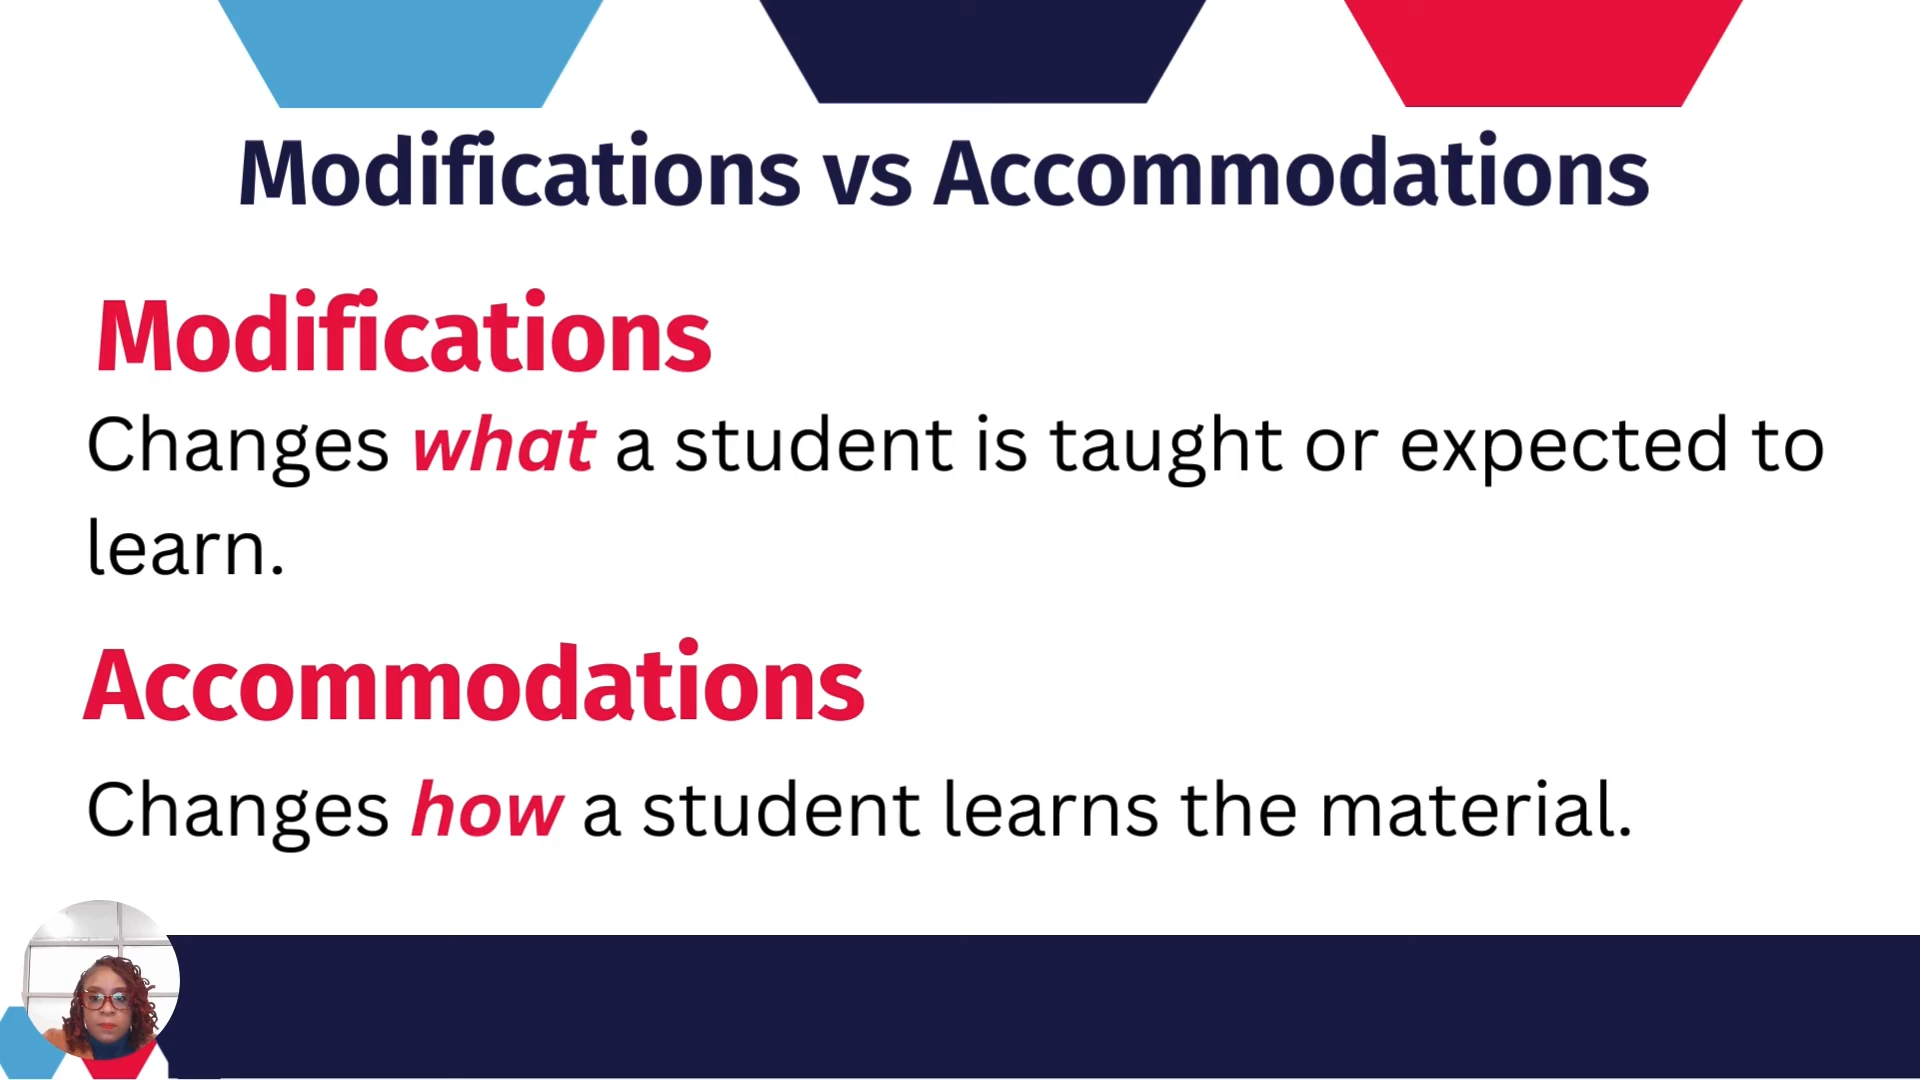 Modifications vs Accommodations
Modifications
Changes what a student is taught or expected to
learn.
Accommodations
Changes how a student learns the material.